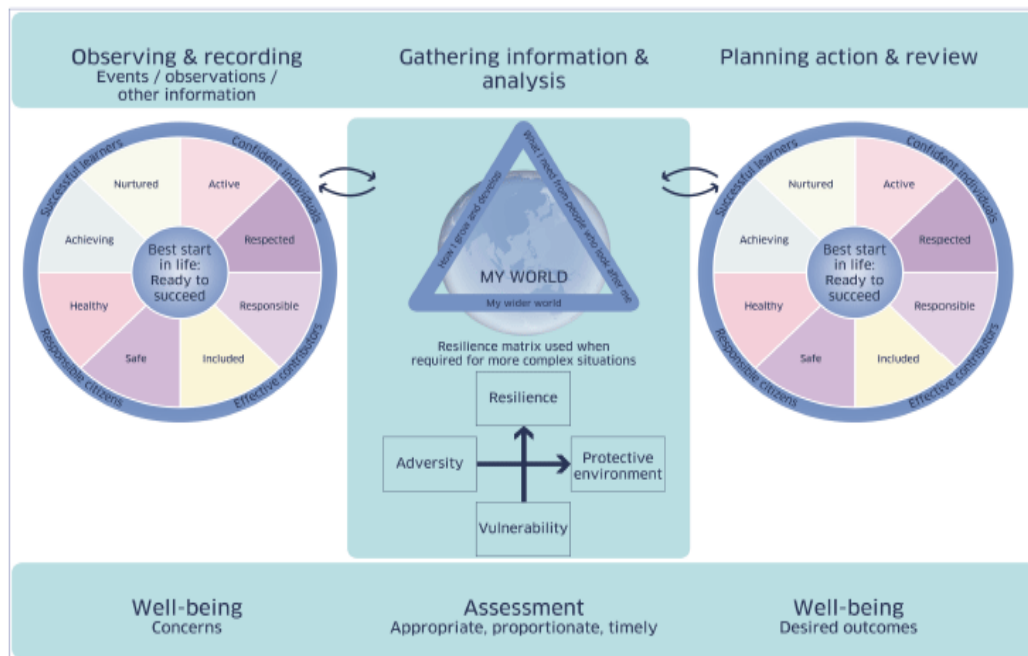 Observing & recording
Events / observations /
other information
Gathering information &
analysis
Planning action & review
Successful learners
Confident individuals
Nurtured
Active
Achieving
Respected
Best start
in life:
Ready to
succeed
Healthy
Responsible
Safe
Included
Responsible citizens
Effective contributors
How I grow and develop
What I need from people who look after me
MY WORLD
My wider world
Resilience matrix used when
required for more complex situations
Resilience
Adversity
Protective
environment
Vulnerability
Successful learners
Confident individuals
Nurtured
Active
Achieving
Respected
Best start
in life:
Ready to
succeed
Healthy
Responsible
Safe
Included
Responsible citizens
Effective contributors
Well-being
Concerns
Assessment
Appropriate, proportionate, timely
Well-being
Desired outcomes